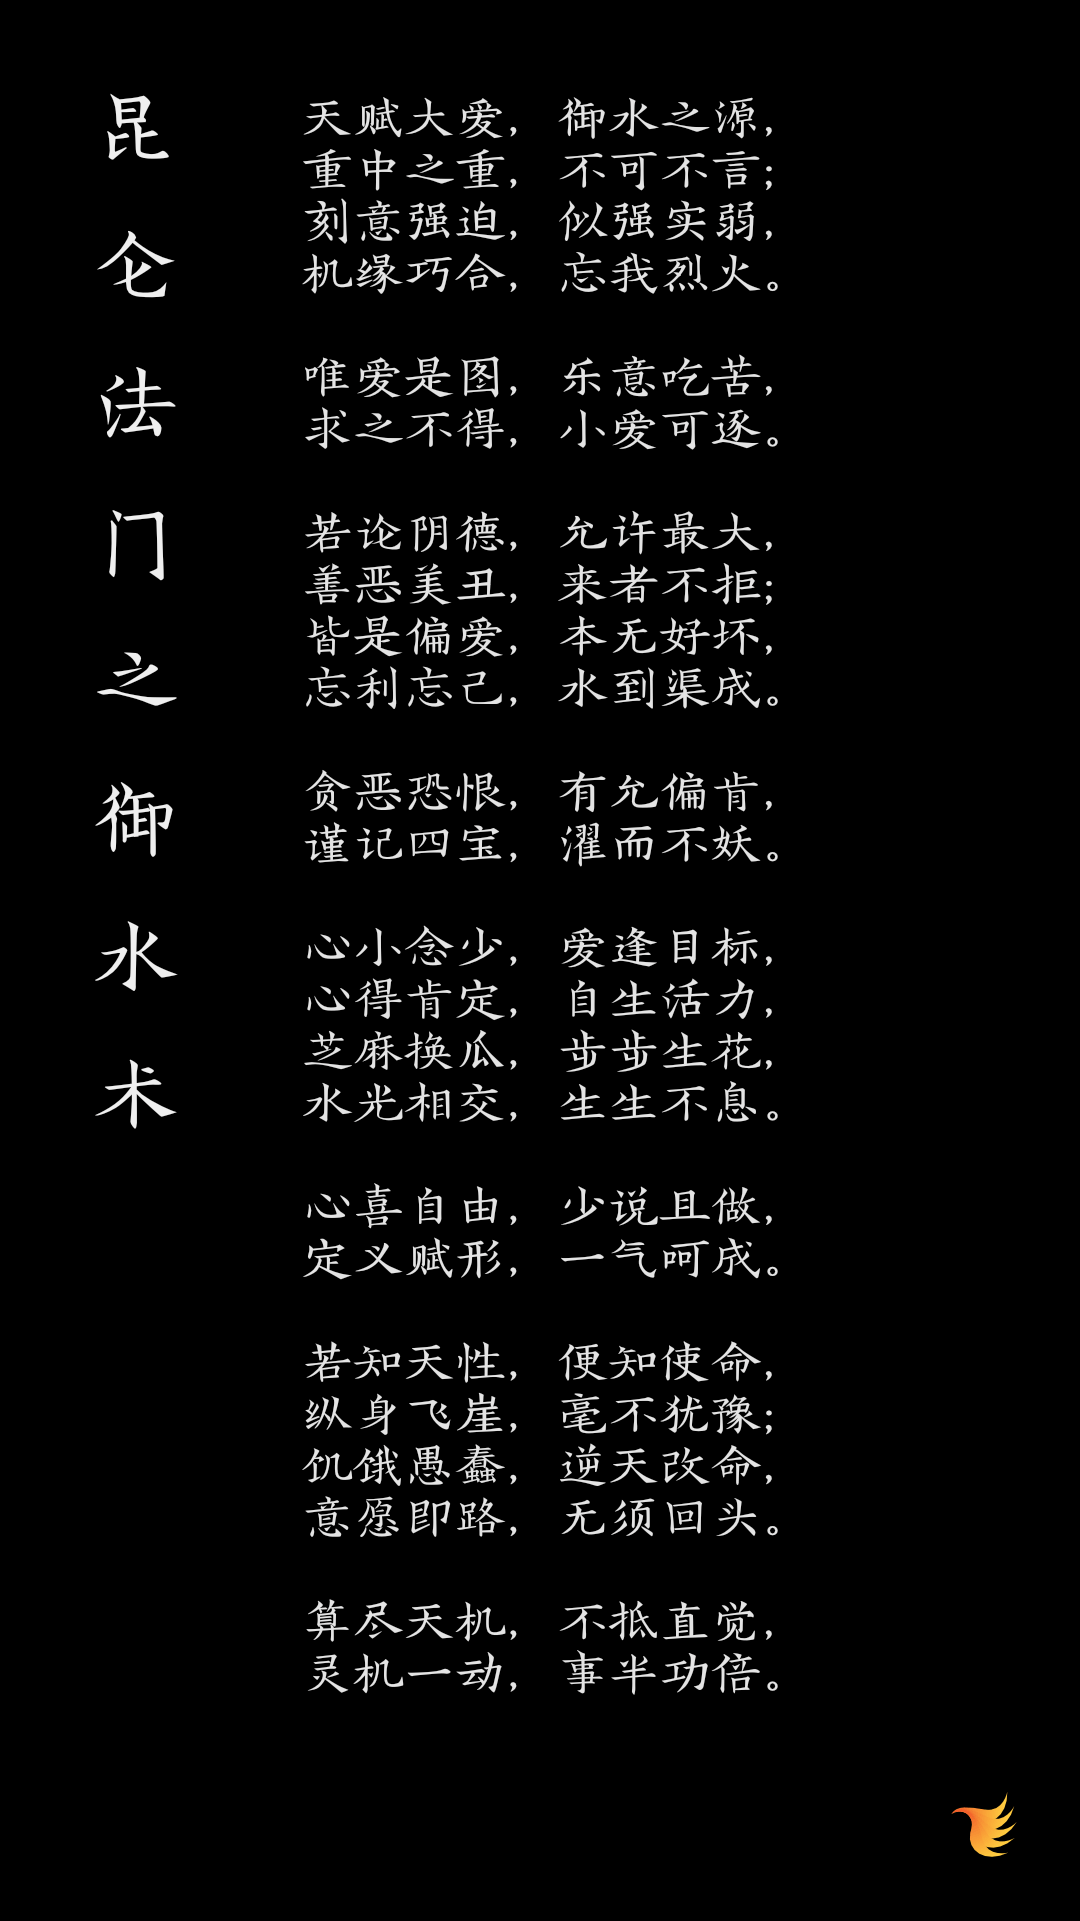 昆仑法门之御水术
天赋大爱，御水之源，
重中之重，不可不言；
刻意强迫，似强实弱，
机缘巧合，忘我烈火。
唯爱是图，乐意吃苦，
求之不得，小爱可逐。
若论阴德，允许最大，
善恶美丑，来者不拒；
皆是偏爱，本无好坏，
忘利忘己，水到渠成。
贪恶恐恨，有允偏肯，
谨记四宝，濯而不妖。
心小念少，爱逢目标，
心得肯定，自生活力，
芝麻换瓜，步步生花，
水光相交，生生不息。
心喜自由，少说且做，
定义赋形，一气呵成。
若知天性，便知使命，
纵身飞崖，毫不犹豫；
饥饿愚蠢，逆天改命，
意愿即路，无须回头。
算尽天机，不抵直觉，
灵机一动，事半功倍。